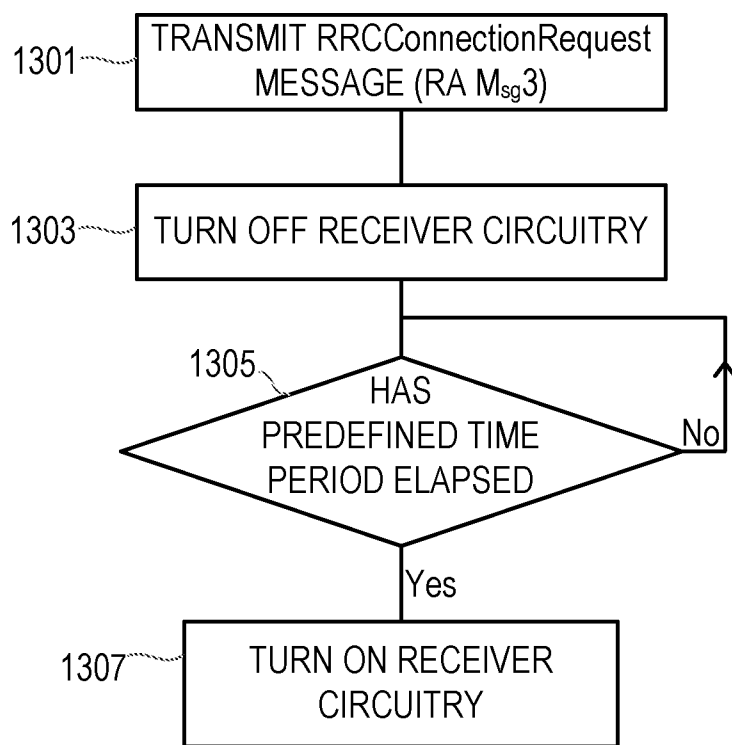 1301
TRANSMIT RRCConnectionRequest
MESSAGE (RA Msg3)
1303
TURN OFF RECEIVER CIRCUITRY
1305
HAS
PREDEFINED TIME
PERIOD ELAPSED
No
Yes
1307
TURN ON RECEIVER
CIRCUITRY